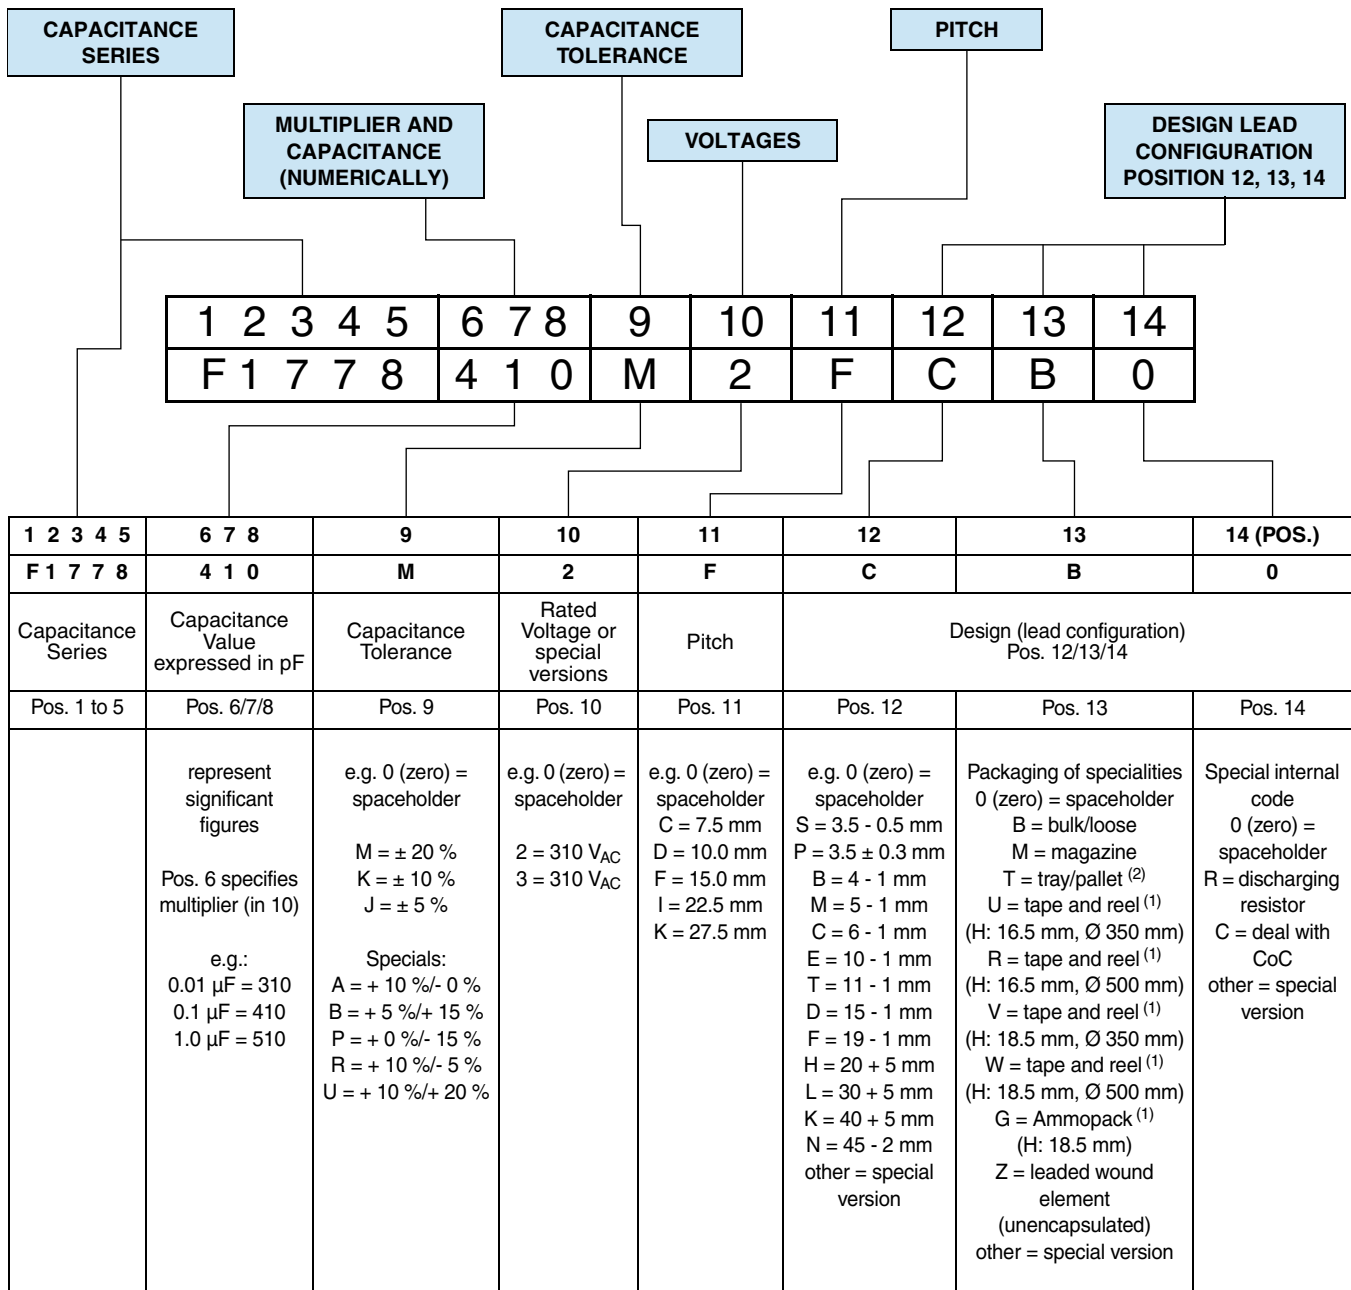 CAPACITANCE
SERIES
CAPACITANCE
TOLERANCE
PITCH
MULTIPLIER AND
CAPACITANCE
(NUMERICALLY)
VOLTAGES
DESIGN LEAD
CONFIGURATION
POSITION 12, 13, 14
1 2 3 4 5 6 7 8 9 10 11 12 13 14
F 1 7 7 8 4 1 0 M 2 F C B 0
1 2 3 4 5 6 7 8 9 10 11 12 13 14 (POS.)
F 1 7 7 8 4 1 0 M 2 F C B 0
Capacitance
Series
Capacitance
Value
expressed in pF
Capacitance
Tolerance
Rated
Voltage or
special
versions
Pitch
Design (lead configuration)
Pos. 12/13/14
Pos. 1 to 5 Pos. 6/7/8 Pos. 9 Pos. 10 Pos. 11 Pos. 12 Pos. 13 Pos. 14
represent
significant
figures
Pos. 6 specifies
multiplier (in 10)
e.g.:
0.01 µF = 310
0.1 µF = 410
1.0 µF = 510
e.g. 0 (zero) =
spaceholder
M = ± 20 %
K = ± 10 %
J = ± 5 %
Specials:
A = + 10 %/- 0 %
B = + 5 %/+ 15 %
P = + 0 %/- 15 %
R = + 10 %/- 5 %
U = + 10 %/+ 20 %
e.g. 0 (zero) =
spaceholder
2 = 310 VAC
3 = 310 VAC
e.g. 0 (zero) =
spaceholder
C = 7.5 mm
D = 10.0 mm
F = 15.0 mm
I = 22.5 mm
K = 27.5 mm
e.g. 0 (zero) =
spaceholder
S = 3.5 - 0.5 mm
P = 3.5 ± 0.3 mm
B = 4 - 1 mm
M = 5 - 1 mm
C = 6 - 1 mm
E = 10 - 1 mm
T = 11 - 1 mm
D = 15 - 1 mm
F = 19 - 1 mm
H = 20 + 5 mm
L = 30 + 5 mm
K = 40 + 5 mm
N = 45 - 2 mm
other = special
version
Packaging of specialities
0 (zero) = spaceholder
B = bulk/loose
M = magazine
T = tray/pallet (2)
U = tape and reel (1)
(H: 16.5 mm, Ø 350 mm)
R = tape and reel (1)
(H: 16.5 mm, Ø 500 mm)
V = tape and reel (1)
(H: 18.5 mm, Ø 350 mm)
W = tape and reel (1)
(H: 18.5 mm, Ø 500 mm)
G = Ammopack (1)
(H: 18.5 mm)
Z = leaded wound
element
(unencapsulated)
other = special version
Special internal
code
0 (zero) =
spaceholder
R = discharging
resistor
C = deal with
CoC
other = special
version